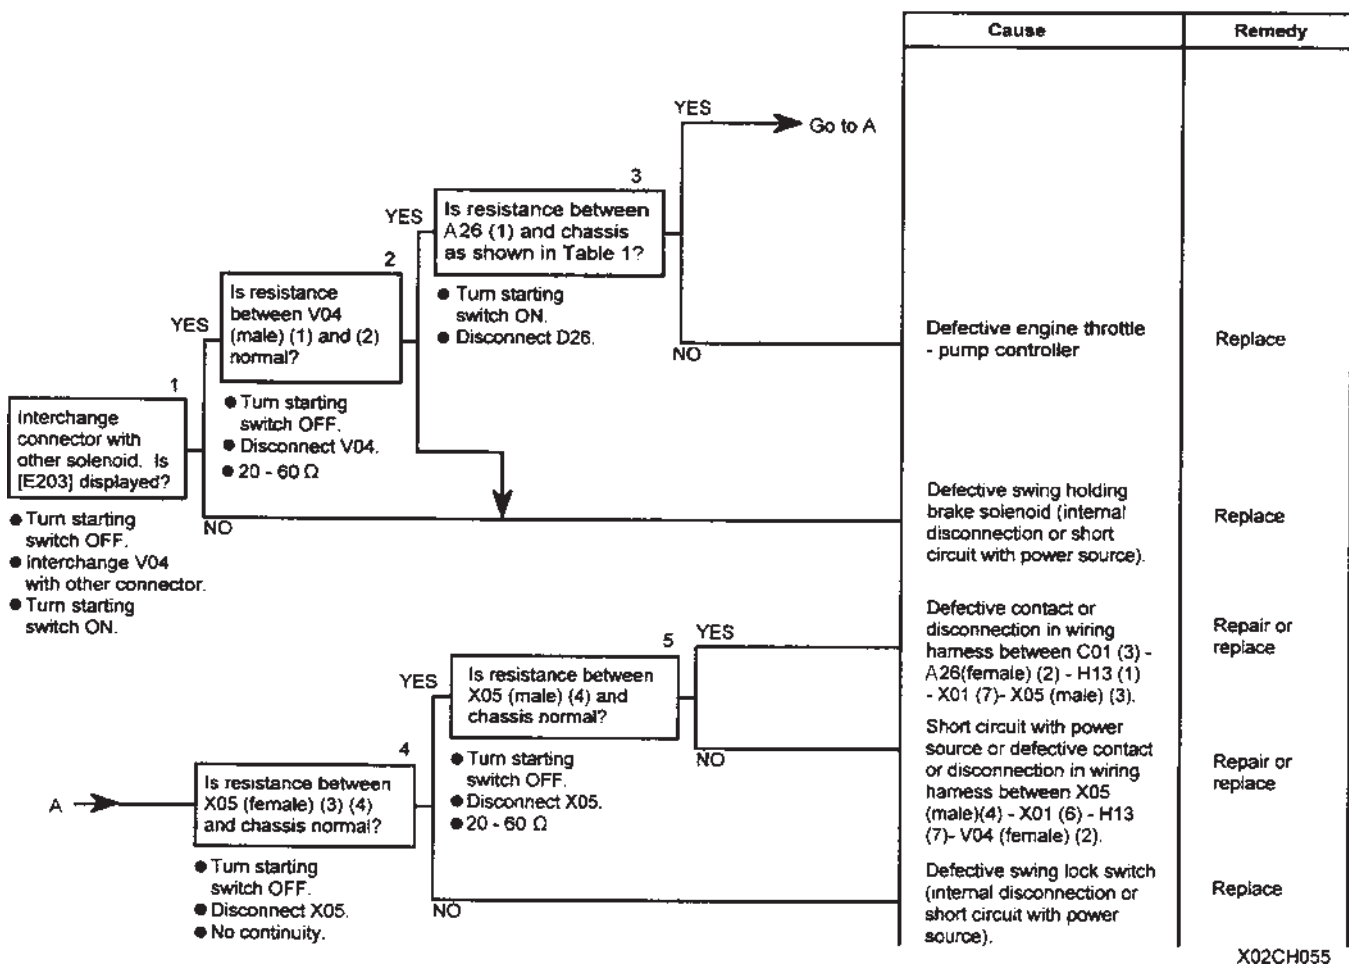 Cause
Remedy
YES
Go to A
3
Is resistance between
A26 (1) and chassis
as shown in Table 1?
YES
● Turn starting
switch ON.
● Disconnect D26.
NO
Defective engine throttle
- pump controller
Replace
2
Is resistance
between V04
(male) (1) and (2)
normal?
YES
● Turn starting
switch OFF.
● Disconnect V04.
● 20 - 60 Ω
1
Interchange
connector with
other solenoid. Is
[E203] displayed?
● Turn starting
switch OFF.
● Interchange V04
with other connector.
● Turn starting
switch ON.
NO
Defective swing holding
brake solenoid (internal
disconnection or short
circuit with power source).
Replace
5
YES
Defective contact or
disconnection in wiring
harness between C01 (3) -
A26(female) (2) - H13 (1)
- X01 (7)- X05 (male) (3).
Repair or
replace
YES
Is resistance between
X05 (male) (4) and
chassis normal?
● Turn starting
switch OFF.
● Disconnect X05.
● 20 - 60 Ω
NO
Short circuit with power
source or defective contact
or disconnection in wiring
harness between X05
(male)(4) - X01 (6) - H13
(7)- V04 (female) (2).
Repair or
replace
4
A
Is resistance between
X05 (female) (3) (4)
and chassis normal?
● Turn starting
switch OFF.
● Disconnect X05.
● No continuity.
NO
Defective swing lock switch
(internal disconnection or
short circuit with power
source).
Replace
X02CH055